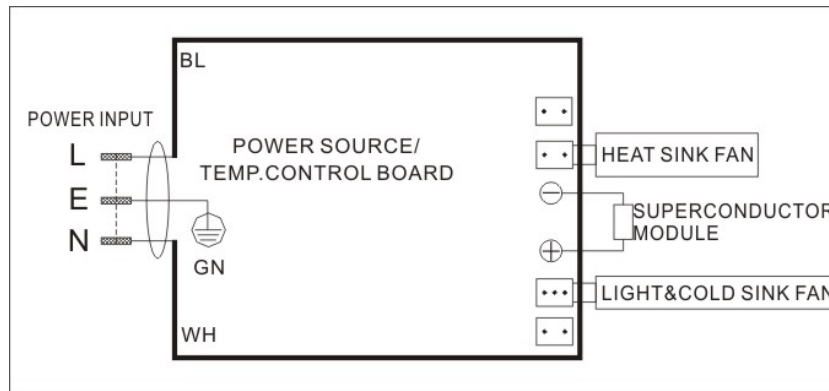 BL
POWER INPUT
L
E
N
POWER SOURCE/
TEMP.CONTROL BOARD
GN
WH
HEAT SINK FAN
SUPERCONDUCTOR
MODULE
LIGHT&COLD SINK FAN